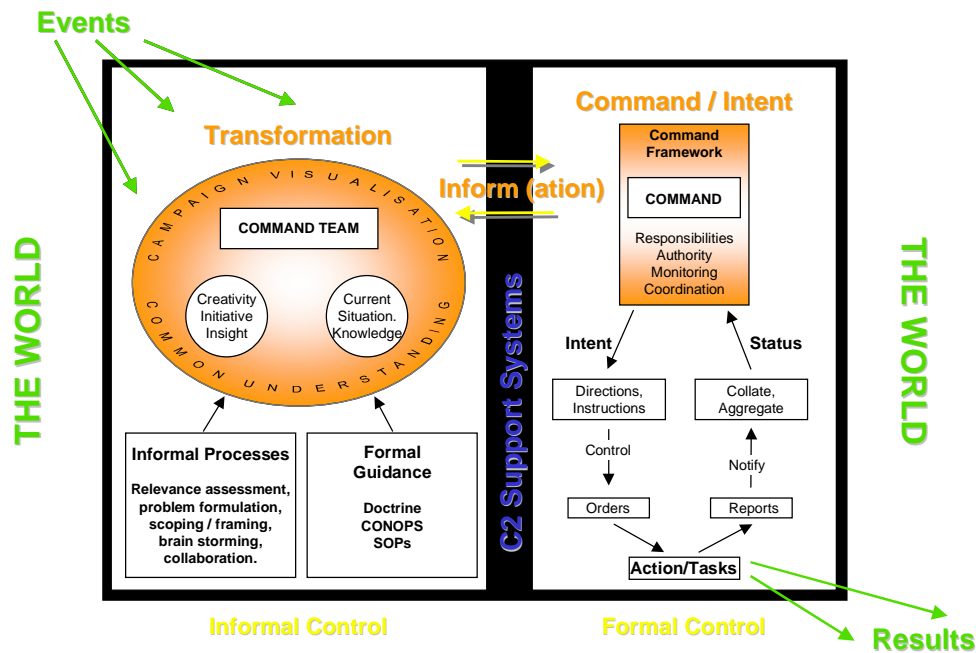 Events
Transformation
CAMPAIGN VISUALISATION
COMMAND TEAM
Creativity
Initiative
Insight
Current
Situation.
Knowledge
COMMON UNDERSTANDING
Informal Processes
Relevance assessment,
problem formulation,
scoping / framing,
brain storming,
collaboration.
Formal
Guidance
Doctrine
CONOPS
SOPs
THE WORLD
Informal Control
Inform (ation)
C2 Support Systems
Command / Intent
Command
Framework
COMMAND
Responsibilities
Authority
Monitoring
Coordination
Intent
Status
Directions,
Instructions
Collate,
Aggregate
Control
Notify
Orders
Reports
Action/Tasks
Formal Control
THE WORLD
Results